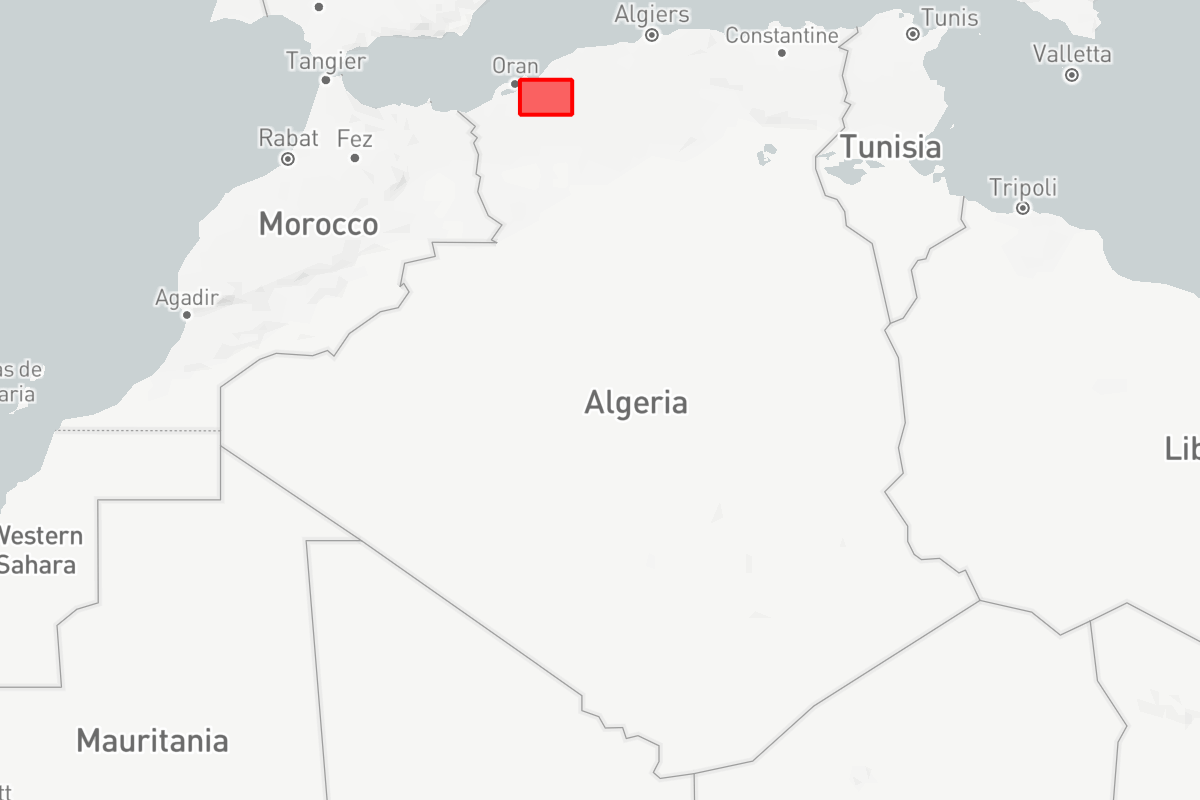 Algiers
Tunis
Constantine
Valletta
Tangier
Oran
Rabat
Fez
Tunisia
Tripoli
Morocco
Agadir
as de
aria
Algeria
Lib
Western
Sahara
Mauritania
tt